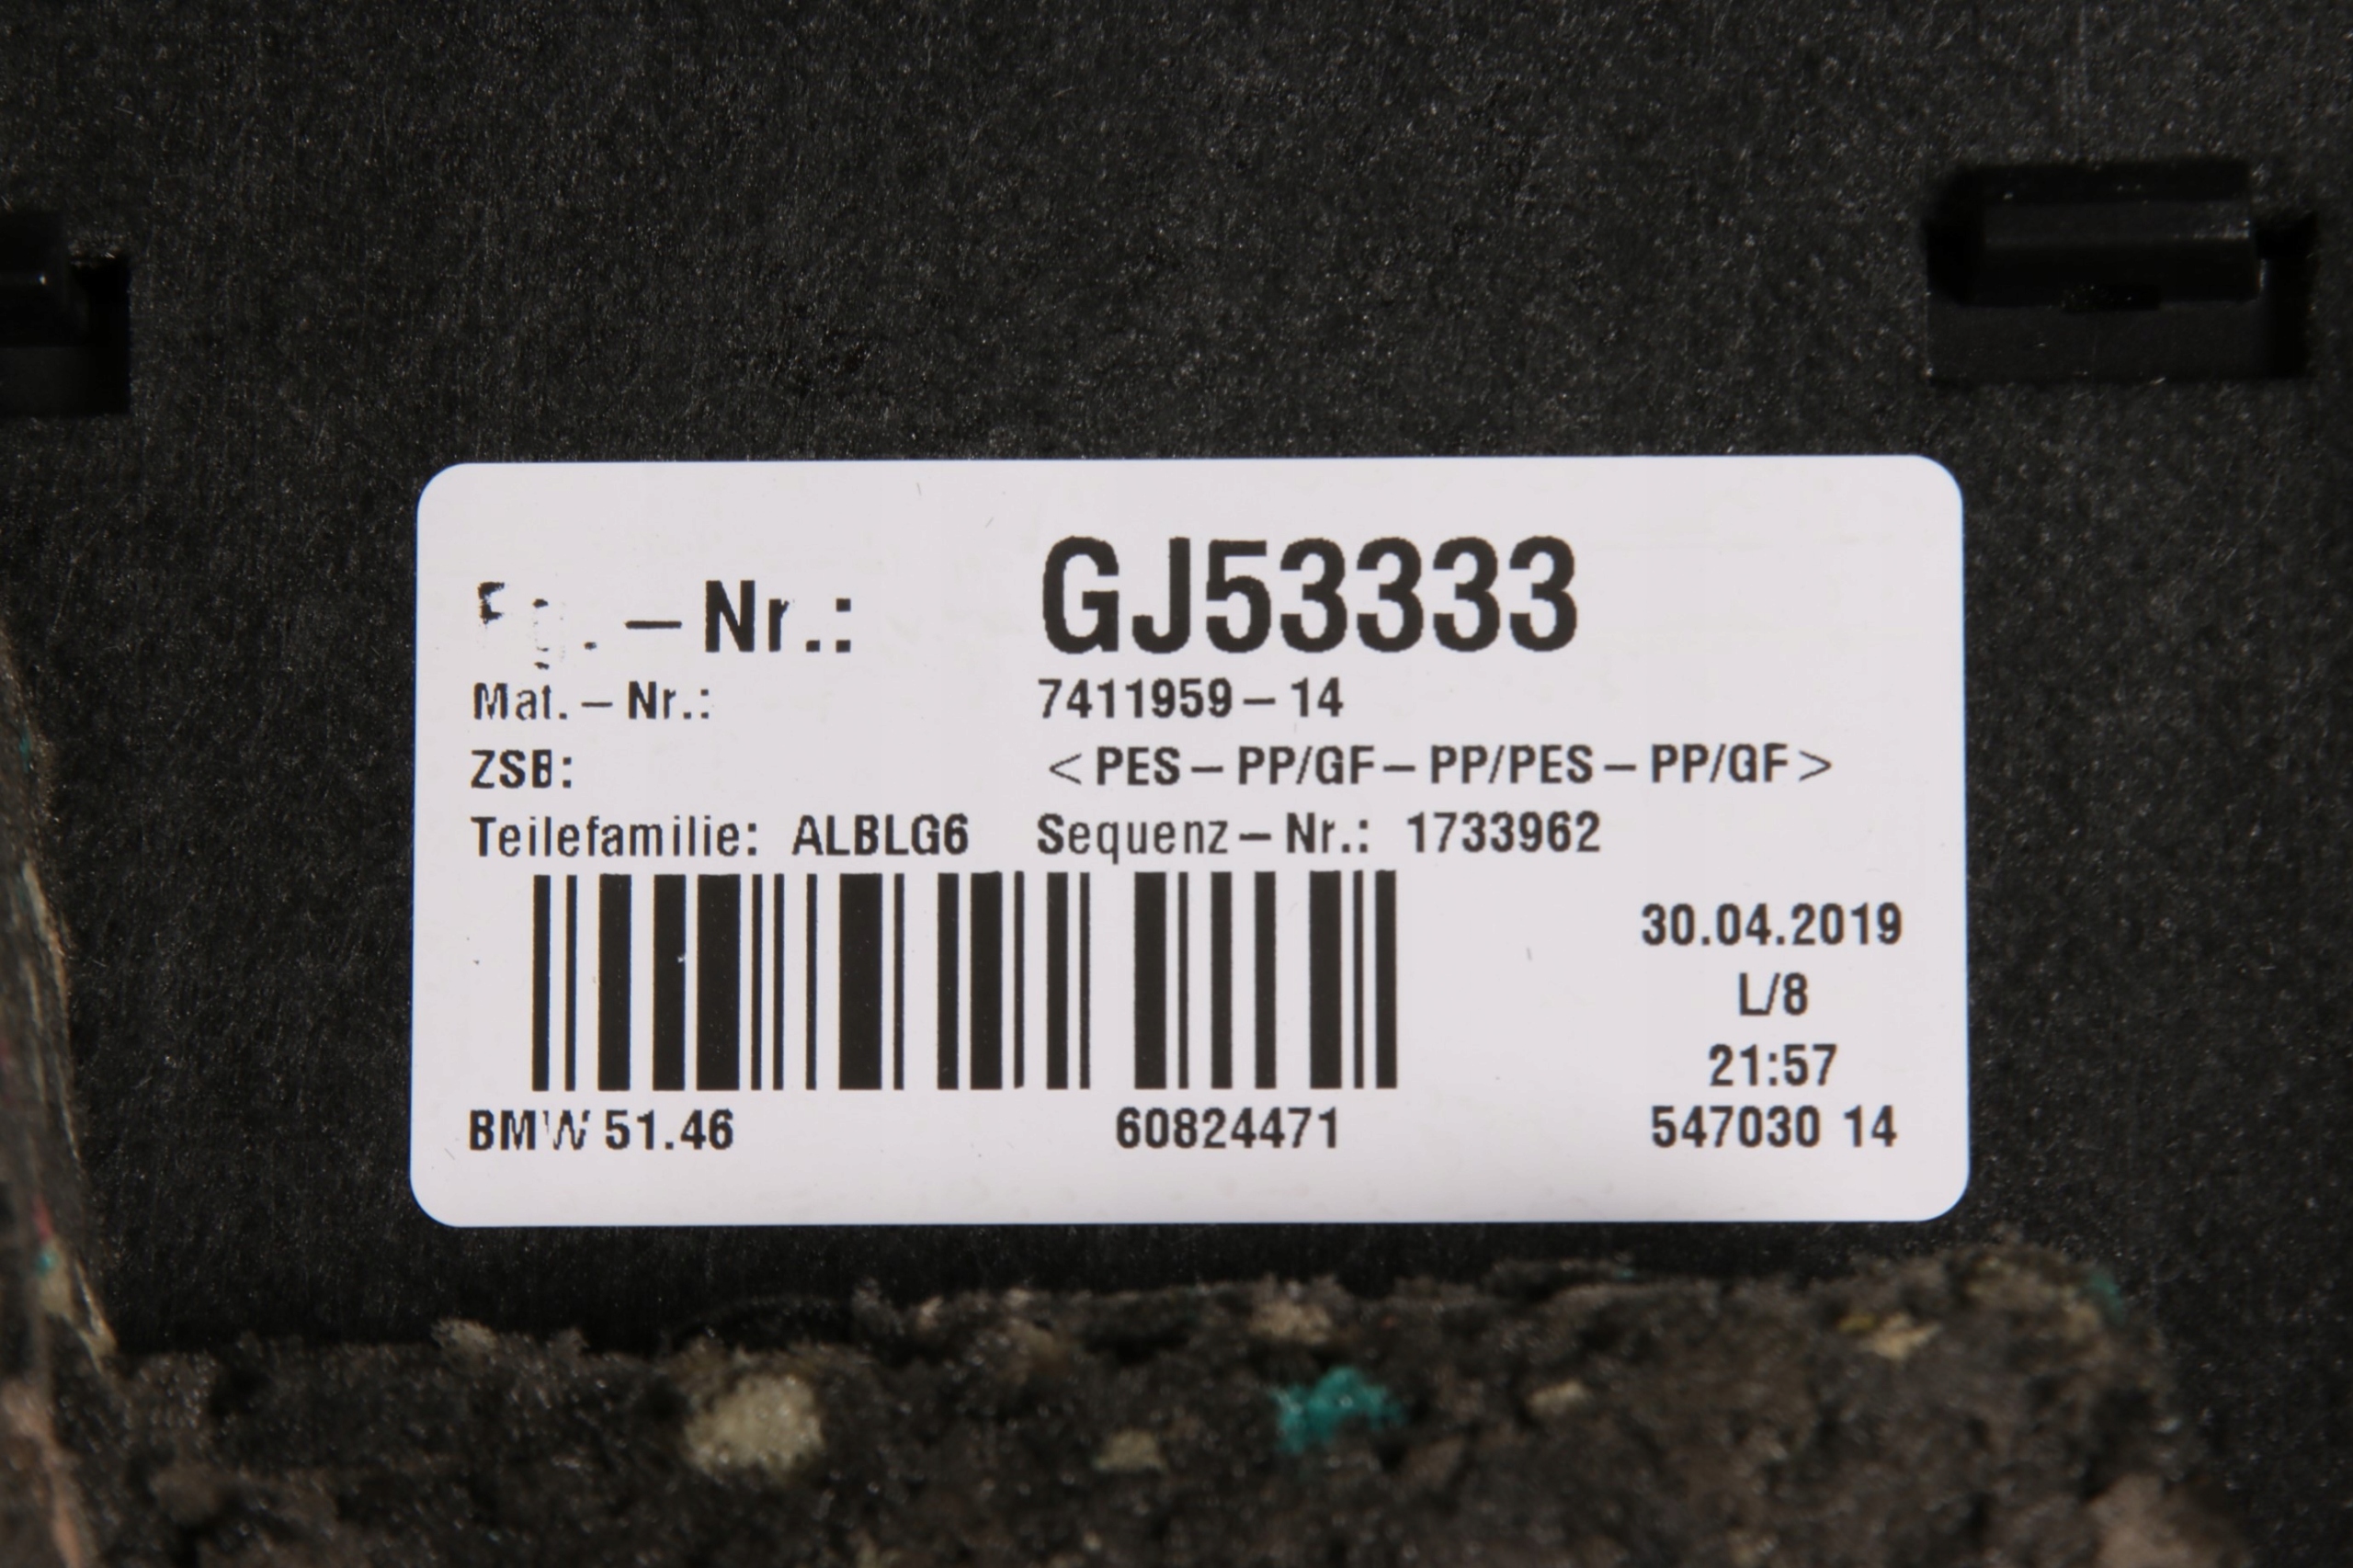 -Nr.: GJ53333
Mat.-Nr.: 7411959-14
ZSB: <PES-PP/GF-PP/PES-PP/GF>
Teilefamilie: ALBLG6 Sequenz-Nr.: 1733962
30.04.2019
L/8
21:57
BMW 51.46 60824471 547030 14